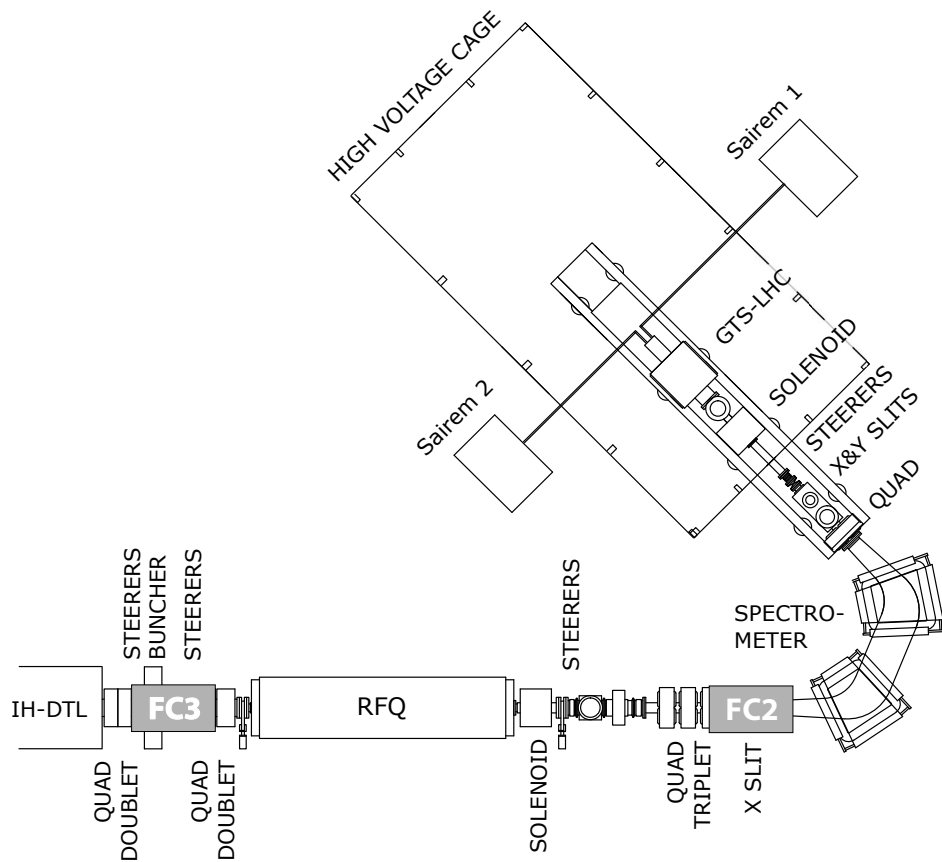 HIGH VOLTAGE CAGE
Sairem 1
GTS-LHC
SOLENOID
STEERERS
X&Y SLITS
QUAD
Sairem 2
SPECTRO-
METER
STEERERS
BUNCHER
STEERERS
STEERERS
IH-DTL
FC3
RFQ
FC2
QUAD
DOUBLET
QUAD
DOUBLET
SOLENOID
QUAD
TRIPLET
X SLIT